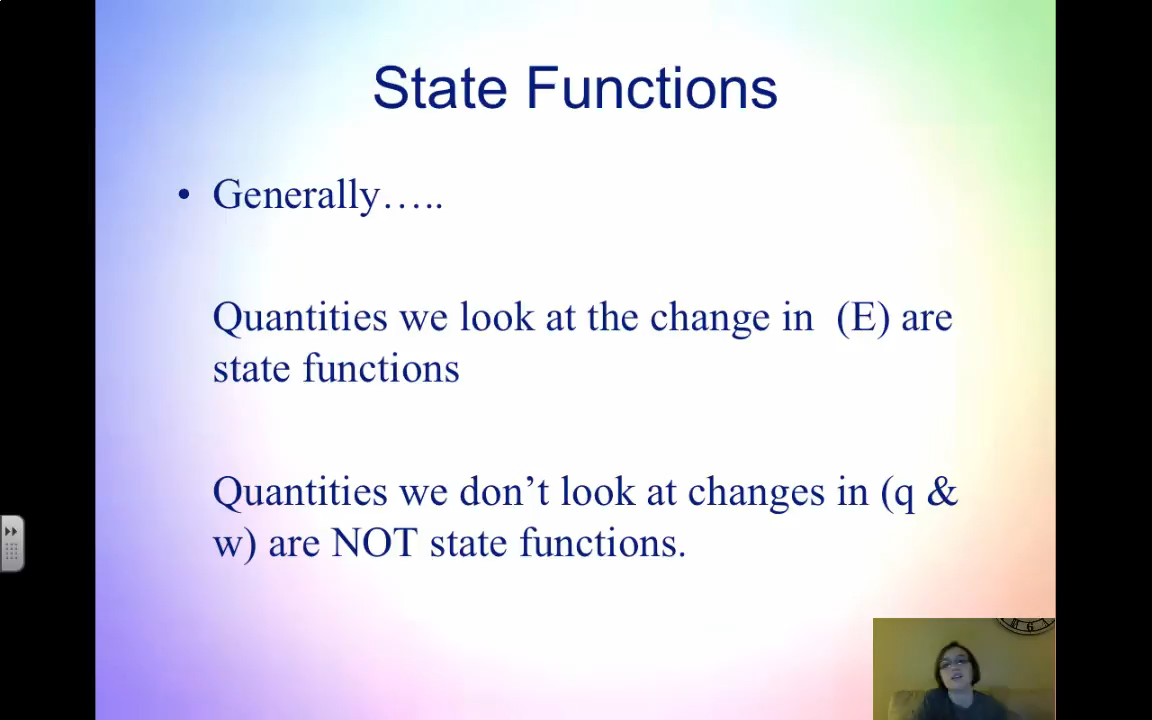 State Functions
• Generally…..
Quantities we look at the change in (E) are
state functions
Quantities we don’t look at changes in (q &
w) are NOT state functions.